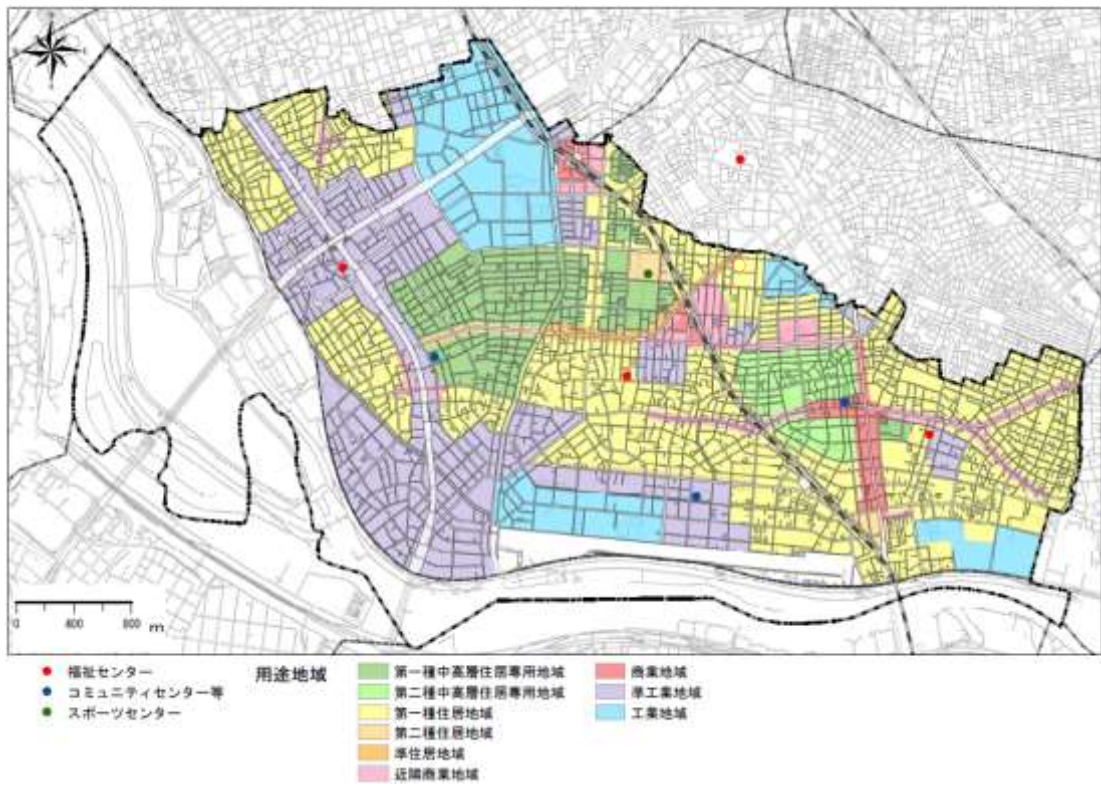 0 400 800 m
福祉センター
コミュニティセンター等
スポーツセンター
用途地域
第一種中高層住居専用地域
第二種中高層住居専用地域
第一種住居地域
第二種住居地域
準住居地域
近隣商業地域
商業地域
準工業地域
工業地域